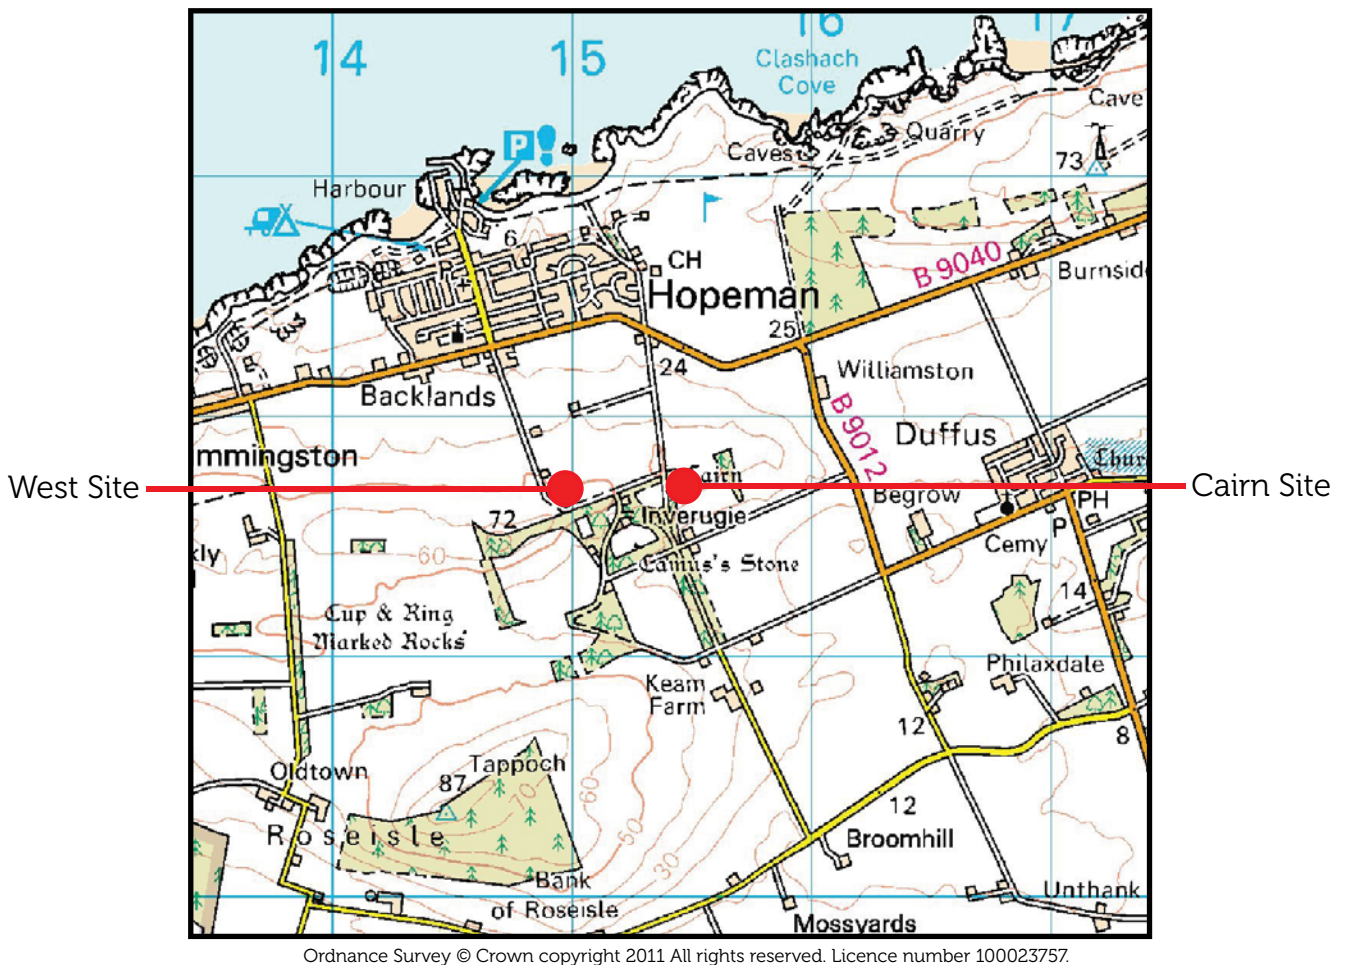 14
15
16
17
Clashach
Cove
Cave
Quarry
Caves
P
73
Harbour
6
CH
B 9040
Burnsid
Hopeman
25
24
Williamston
Backlands
B 9012
Duffus
mmingston
Chur
West Site
Cairn
Cairn Site
Begrow
PH
72
Inverugie
P
Cemy
kly
60
Camus's Stone
14
Cup & Ring
Marked Rocks
Philaxdale
Keam
Farm
12
8
Oldtown
Tappoch
87
70
60
12
Roseisle
50
Broomhill
30
Bank
of Roseisle
Unthank
Mossyards
Ordnance Survey © Crown copyright 2011 All rights reserved. Licence number 100023757.